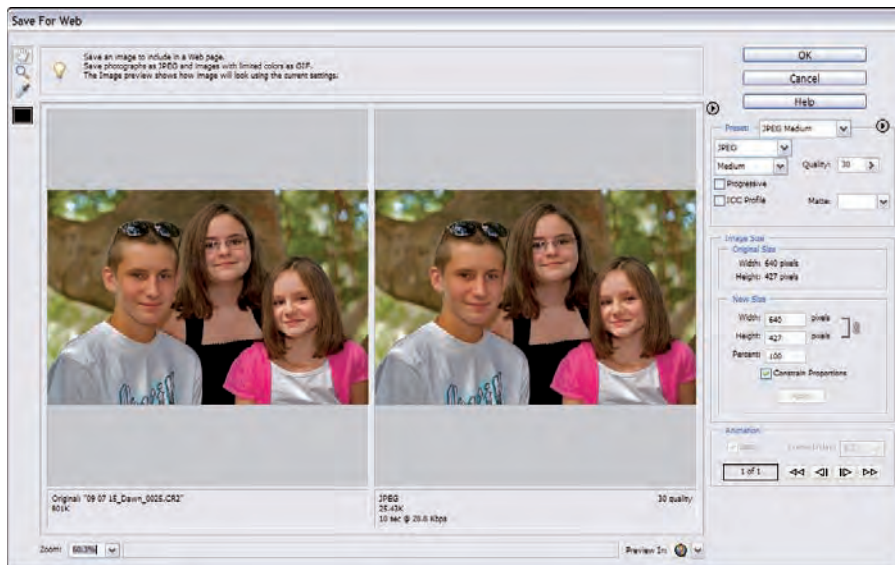 Save For Web
Save an image to include in a Web page.
Save photographs as JPEG and images with limited colors as GIF.
The Image preview shows how image will look using the current settings.
OK
Cancel
Help
Preset: JPEG Medium
JPEG
Medium
Quality: 30
Progressive
ICC Profile
Matte:
Image Size
Original Size
Width: 640 pixels
Height: 427 pixels
New Size
Width: 640 pixels
Height: 427 pixels
Percent: 100
Constrain Proportions
Apply
Animation
1 of 1
Original: "09 07 15_Dawn_0025.CR2"
801K
JPEG
30 quality
25.43K
10 sec @ 28.8 Kbps
Zoom:
Preview In: